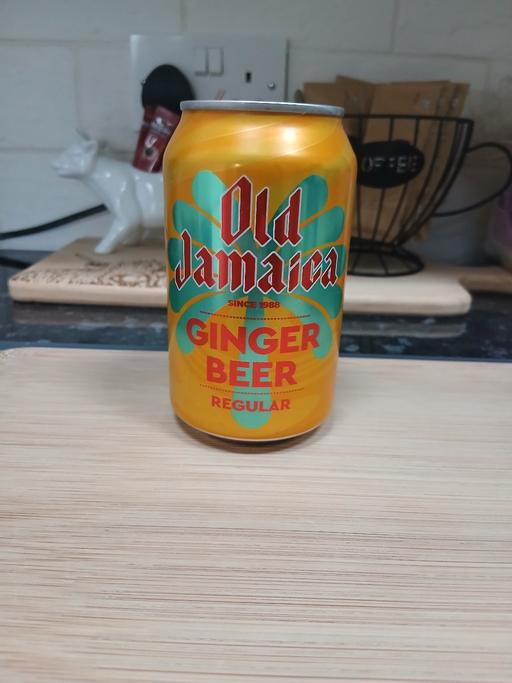 COFFEE
Old
Jamaica
SINCE 1988
GINGER
BEER
REGULAR